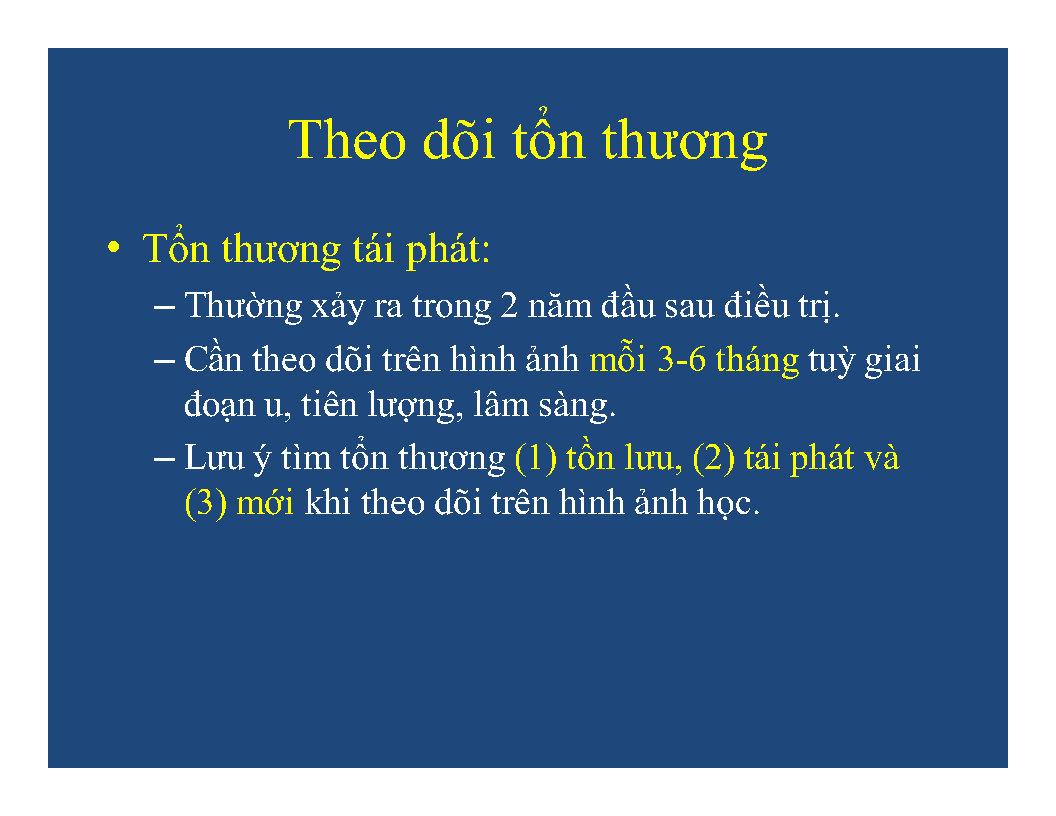 Theo dõi tổn thương
• Tổn thương tái phát:
– Thường xảy ra trong 2 năm đầu sau điều trị.
– Cần theo dõi trên hình ảnh mỗi 3-6 tháng tuỳ giai
đoạn u, tiên lượng, lâm sàng.
– Lưu ý tìm tổn thương (1) tồn lưu, (2) tái phát và
(3) mới khi theo dõi trên hình ảnh học.